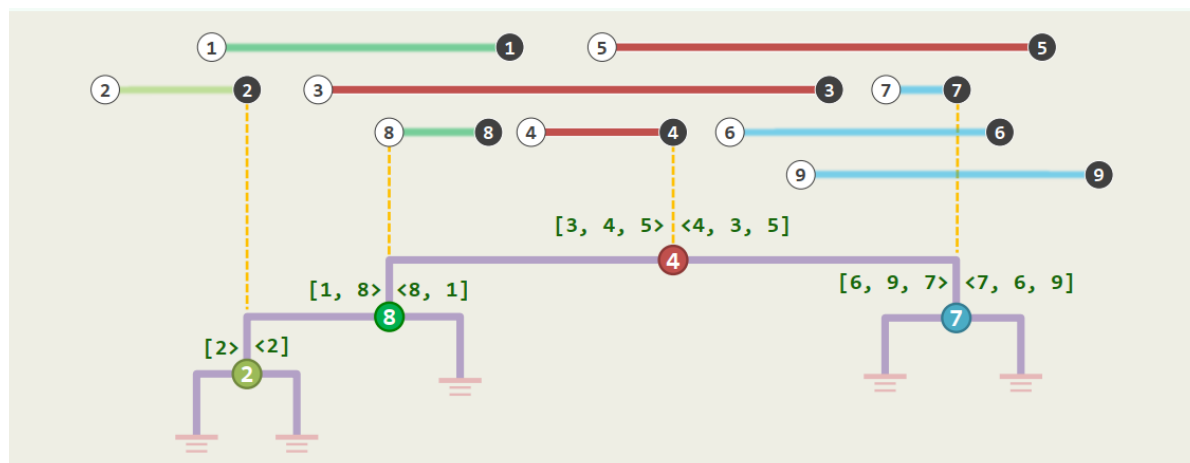 1 1 5 5
2 2 3 3 7 7
8 8 4 4 6 6
9 9
[3, 4, 5> <4, 3, 5]
4
[1, 8> <8, 1] [6, 9, 7> <7, 6, 9]
8 7
[2> <2]
2